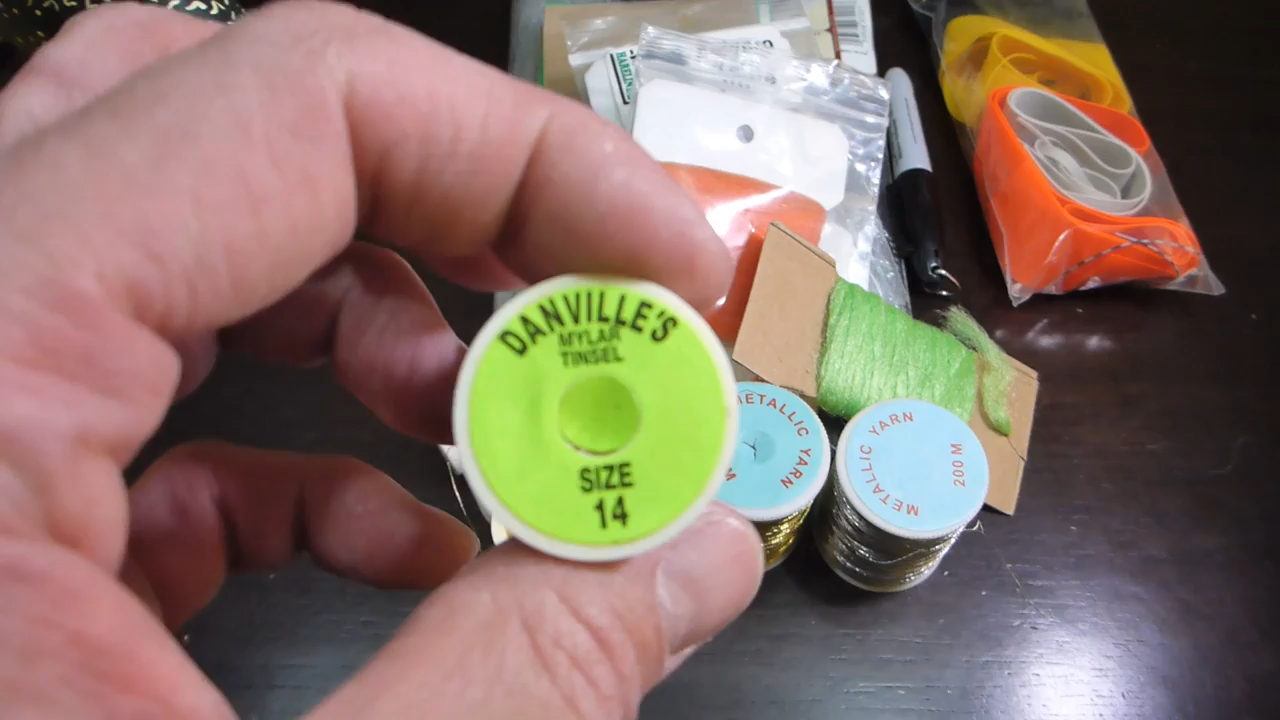 DANVILLE'S
MYLAR
TINSEL
SIZE
14
METALLIC YARN
METALLIC YARN
200 M